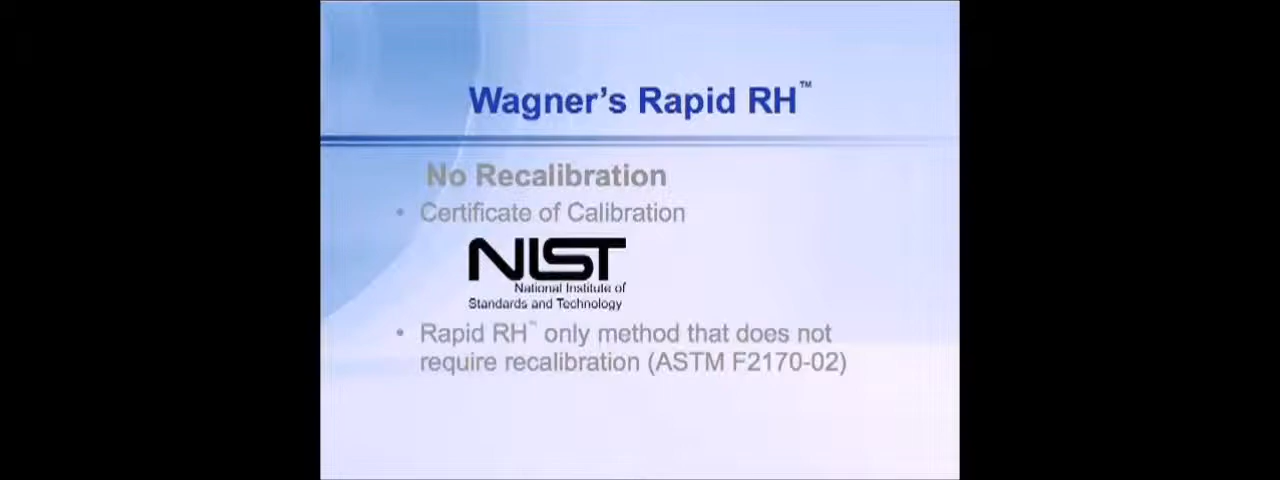 Wagner's Rapid RH™
No Recalibration
• Certificate of Calibration
NIST
National Institute of
Standards and Technology
• Rapid RH™ only method that does not
require recalibration (ASTM F2170-02)